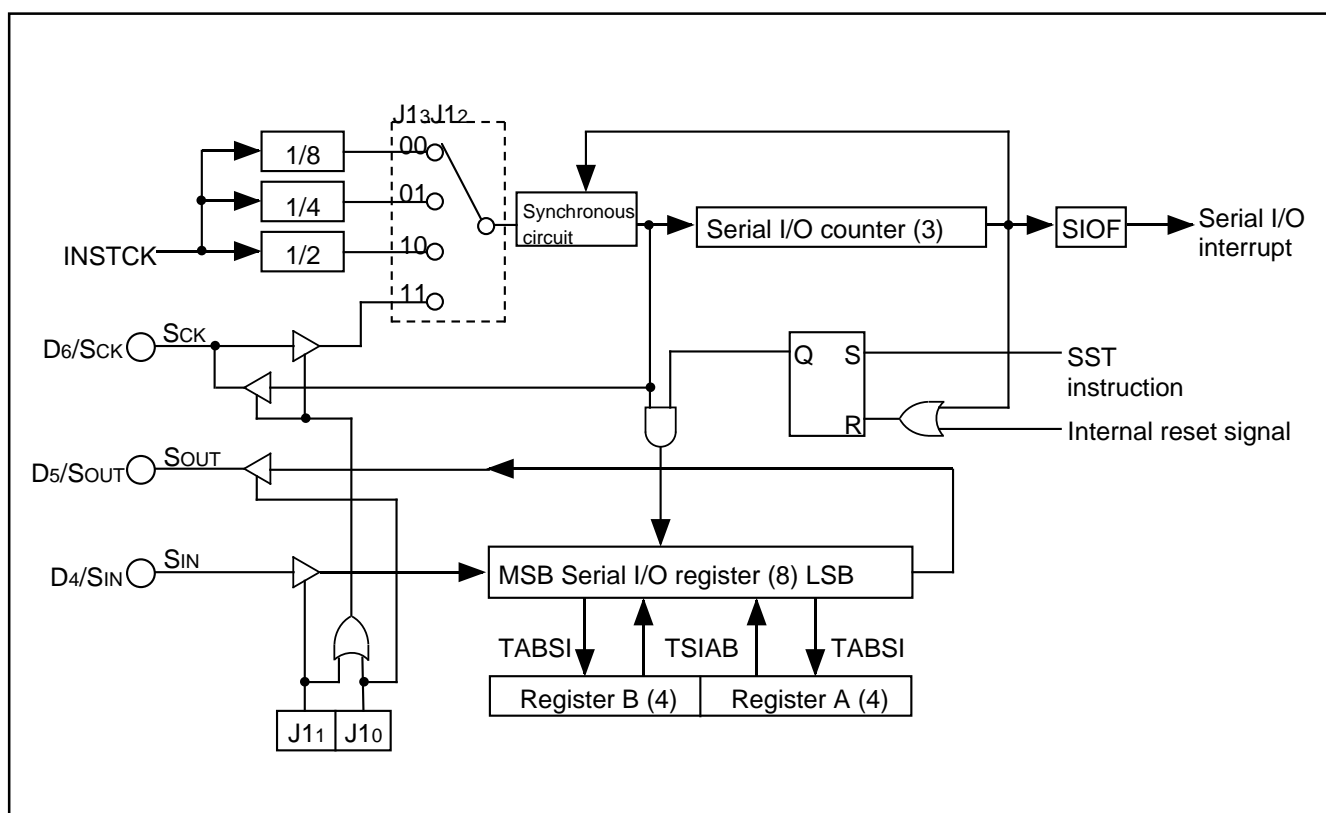 J13J12
00
1/8
01
1/4
10
1/2
11
INSTCK
Synchronous
circuit
Serial I/O counter (3)
SIOF
Serial I/O
interrupt
D6/SCK
SCK
Q
S
R
SST
instruction
Internal reset signal
D5/SOUT
SOUT
D4/SIN
SIN
MSB Serial I/O register (8) LSB
TABSI
TSIAB
TABSI
Register B (4)
Register A (4)
J11
J10